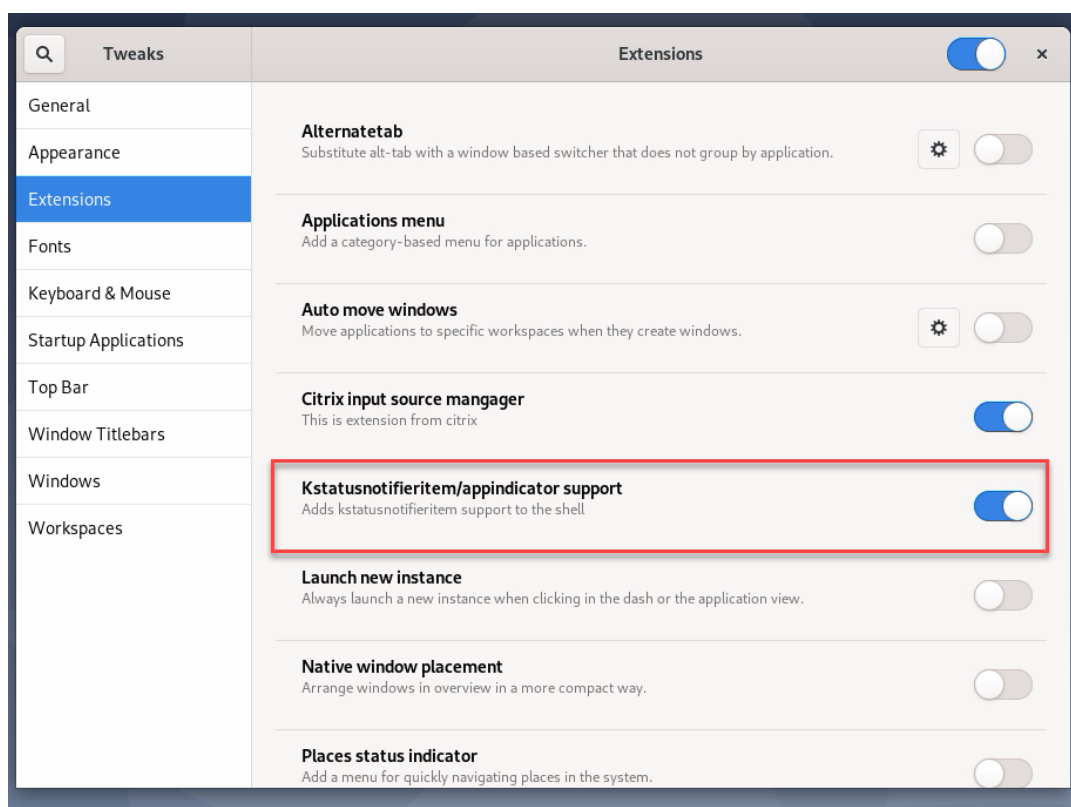 Tweaks
Extensions
General
Appearance
Extensions
Fonts
Keyboard & Mouse
Startup Applications
Top Bar
Window Titlebars
Windows
Workspaces
Alternatetab
Substitute alt-tab with a window based switcher that does not group by application.
Applications menu
Add a category-based menu for applications.
Auto move windows
Move applications to specific workspaces when they create windows.
Citrix input source mangager
This is extension from citrix
Kstatusnotifieritem/appindicator support
Adds kstatusnotifieritem support to the shell
Launch new instance
Always launch a new instance when clicking in the dash or the application view.
Native window placement
Arrange windows in overview in a more compact way.
Places status indicator
Add a menu for quickly navigating places in the system.